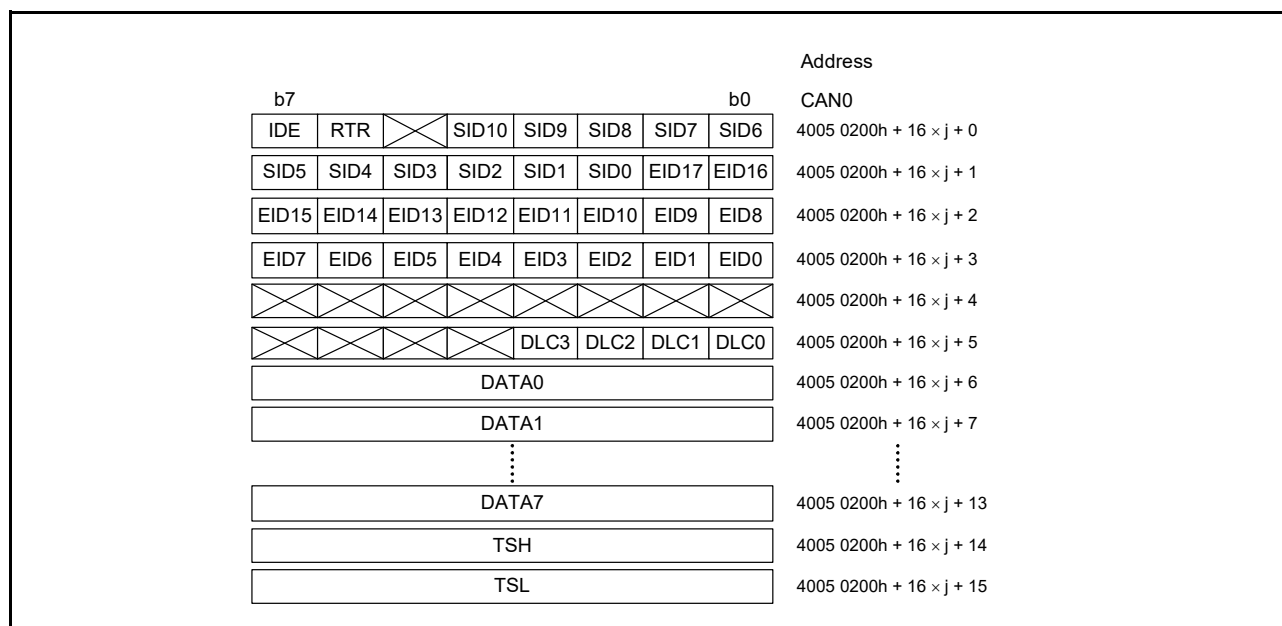 Address
b7 b0 CAN0
IDE RTR SID10 SID9 SID8 SID7 SID6 4005 0200h + 16 × j + 0
SID5 SID4 SID3 SID2 SID1 SID0 EID17 EID16 4005 0200h + 16 × j + 1
EID15 EID14 EID13 EID12 EID11 EID10 EID9 EID8 4005 0200h + 16 × j + 2
EID7 EID6 EID5 EID4 EID3 EID2 EID1 EID0 4005 0200h + 16 × j + 3
4005 0200h + 16 × j + 4
DLC3 DLC2 DLC1 DLC0 4005 0200h + 16 × j + 5
DATA0 4005 0200h + 16 × j + 6
DATA1 4005 0200h + 16 × j + 7
DATA7 4005 0200h + 16 × j + 13
TSH 4005 0200h + 16 × j + 14
TSL 4005 0200h + 16 × j + 15